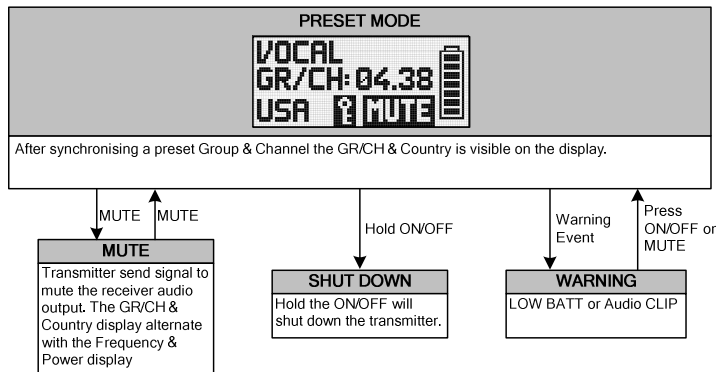 PRESET MODE
VOCAL
GR/CH: 04.38
USA MUTE
After synchronising a preset Group & Channel the GR/CH & Country is visible on the display.
MUTE MUTE
Hold ON/OFF
Warning
Event
Press
ON/OFF or
MUTE
MUTE
Transmitter send signal to
mute the receiver audio
output. The GR/CH &
Country display alternate
with the Frequency &
Power display
SHUT DOWN
Hold the ON/OFF will
shut down the transmitter.
WARNING
LOW BATT or Audio CLIP